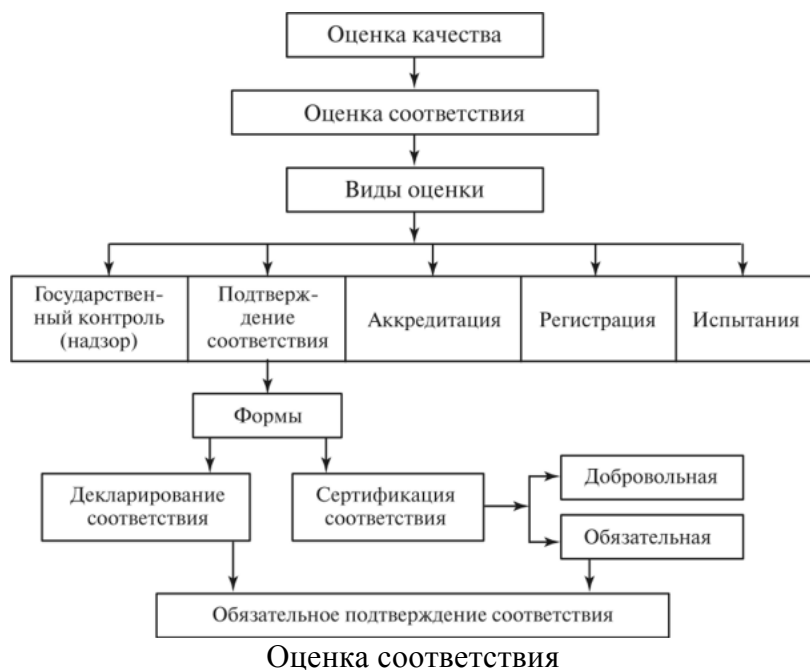 Оценка качества
Оценка соответствия
Виды оценки
Государствен-
ный контроль
(надзор)
Подтверж-
дение
соответствия
Аккредитация
Регистрация
Испытания
Формы
Декларирование
соответствия
Сертификация
соответствия
Добровольная
Обязательная
Обязательное подтверждение соответствия
Оценка соответствия